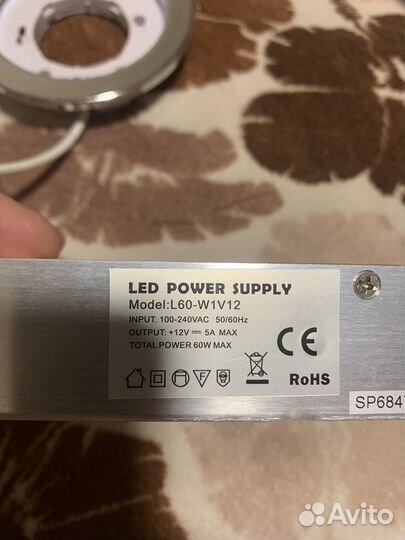 LED POWER SUPPLY
Model:L60-W1V12
INPUT: 100-240VAC 50/60Hz
OUTPUT: +12V ⎓ 5A MAX
TOTAL POWER 60W MAX
F
CE
RoHS
SP684
Avito